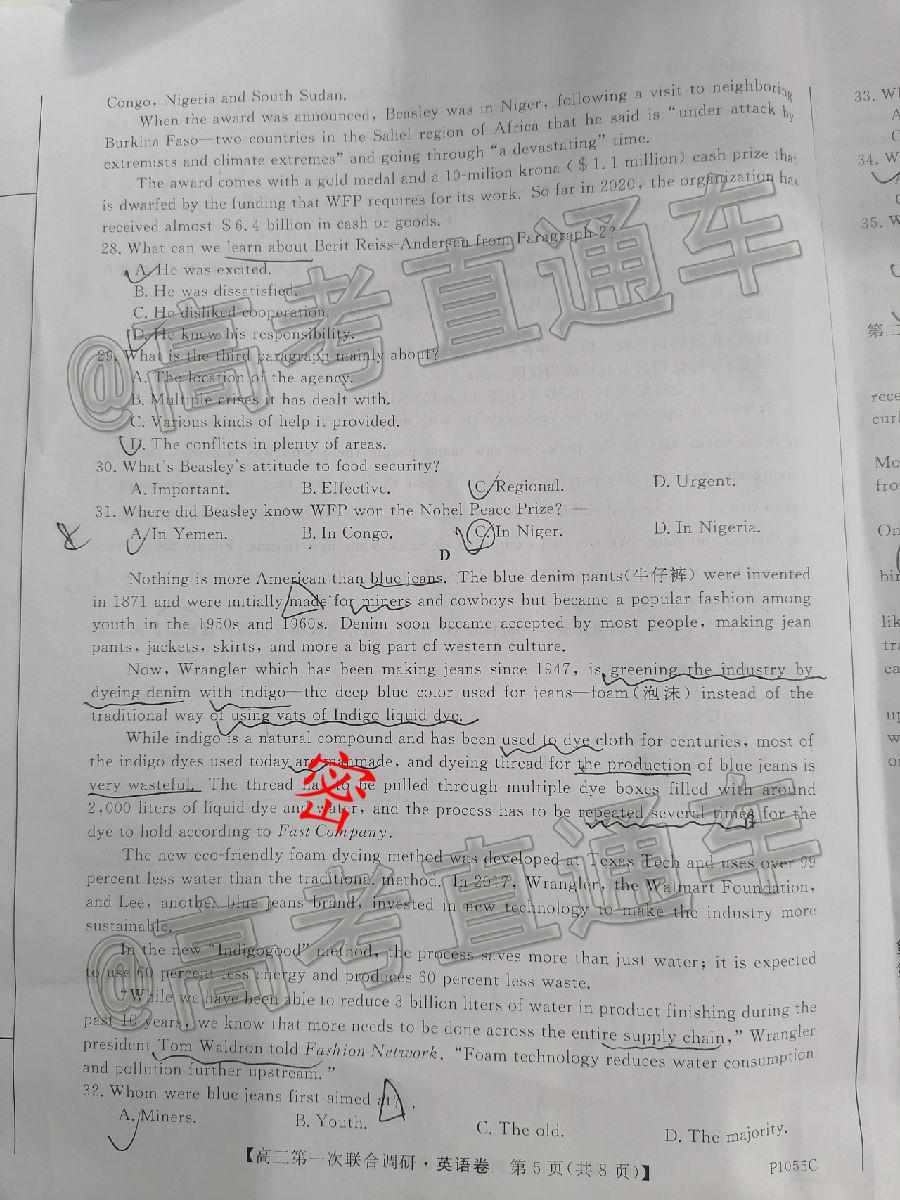 Congo, Nigeria and South Sudan.
When the award was announced, Beasley was in Niger, following a visit to neighboring
Burkina Faso—two countries in the Sahel region of Africa that he said is "under attack by
extremists and climate extremes" and going through "a devastating" time.
The award comes with a gold medal and a 10-milion krona ($1.1 million) cash prize that
is dwarfed by the funding that WFP requires for its work. So far in 2020, the organization has
received almost $6.4 billion in cash or goods.
28. What can we learn about Berit Reiss-Andersen from Paragraph 2?
A. He was excited.
B. He was dissatisfied.
C. He disliked cooperation.
D. He knew his responsibility.
29. What is the third paragraph mainly about?
A. The location of the agency.
B. Multiple crises it has dealt with.
C. Various kinds of help it provided.
D. The conflicts in plenty of areas.
30. What's Beasley's attitude to food security?
A. Important. B. Effective. C. Regional. D. Urgent.
31. Where did Beasley know WFP won the Nobel Peace Prize?
A. In Yemen. B. In Congo. C. In Niger. D. In Nigeria.
D
Nothing is more American than blue jeans. The blue denim pants(牛仔裤) were invented
in 1871 and were initially made for miners and cowboys but became a popular fashion among
youth in the 1950s and 1960s. Denim soon became accepted by most people, making jean
pants, jackets, skirts, and more a big part of western culture.
Now, Wrangler which has been making jeans since 1947, is greening the industry by
dyeing denim with indigo—the deep blue color used for jeans—foam(泡沫) instead of the
traditional way of using vats of Indigo liquid dye.
While indigo is a natural compound and has been used to dye cloth for centuries, most of
the indigo dyes used today are manmade, and dyeing thread for the production of blue jeans is
very wasteful. The thread has to be pulled through multiple dye boxes filled with around
2,000 liters of liquid dye and water, and the process has to be repeated several times for the
dye to hold according to Fast Company.
The new eco-friendly foam dyeing method was developed at Texas Tech and uses over 99
percent less water than the traditional method. In 2017, Wrangler, the Walmart Foundation,
and Lee, another blue jeans brand, invested in new technology to make the industry more
sustainable.
In the new "Indigogood" method, the process saves more than just water; it is expected
to use 60 percent less energy and produces 60 percent less waste.
"While we have been able to reduce 3 billion liters of water in product finishing during the
past 10 years, we know that more needs to be done across the entire supply chain," Wrangler
president Tom Waldron told Fashion Network. "Foam technology reduces water consumption
and pollution further upstream."
32. Whom were blue jeans first aimed at?
A. Miners. B. Youth. C. The old. D. The majority.
【高三第一次联合调研·英语卷 第5页(共8页)】 P1055C
33. W
A
C
34. W
35. W
第二
rece
curl
Mo
fro
On
bir
lik
tra
ca
up
w
o
@高考直通车
密
@高考直通车